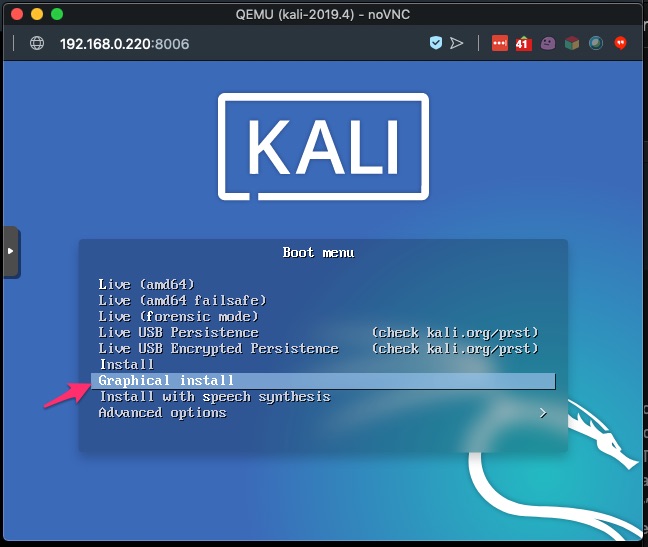 QEMU (kali-2019.4) - noVNC
192.168.0.220:8006
41
KALI
Boot menu
Live (amd64)
Live (amd64 failsafe)
Live (forensic mode)
Live USB Persistence (check kali.org/prst)
Live USB Encrypted Persistence (check kali.org/prst)
Install
Graphical install
Install with speech synthesis
Advanced options >